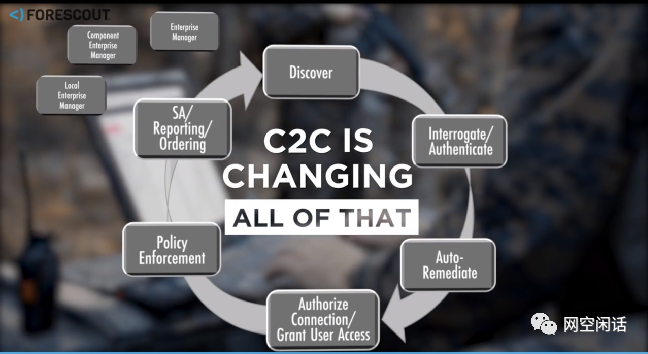 <) FORESCOUT
Component
Enterprise
Manager
Enterprise
Manager
Local
Enterprise
Manager
Discover
SA/
Reporting/
Ordering
Interrogate/
Authenticate
C2C IS
CHANGING
ALL OF THAT
Policy
Enforcement
Auto-
Remediate
Authorize
Connection/
Grant User Access
网空闲话